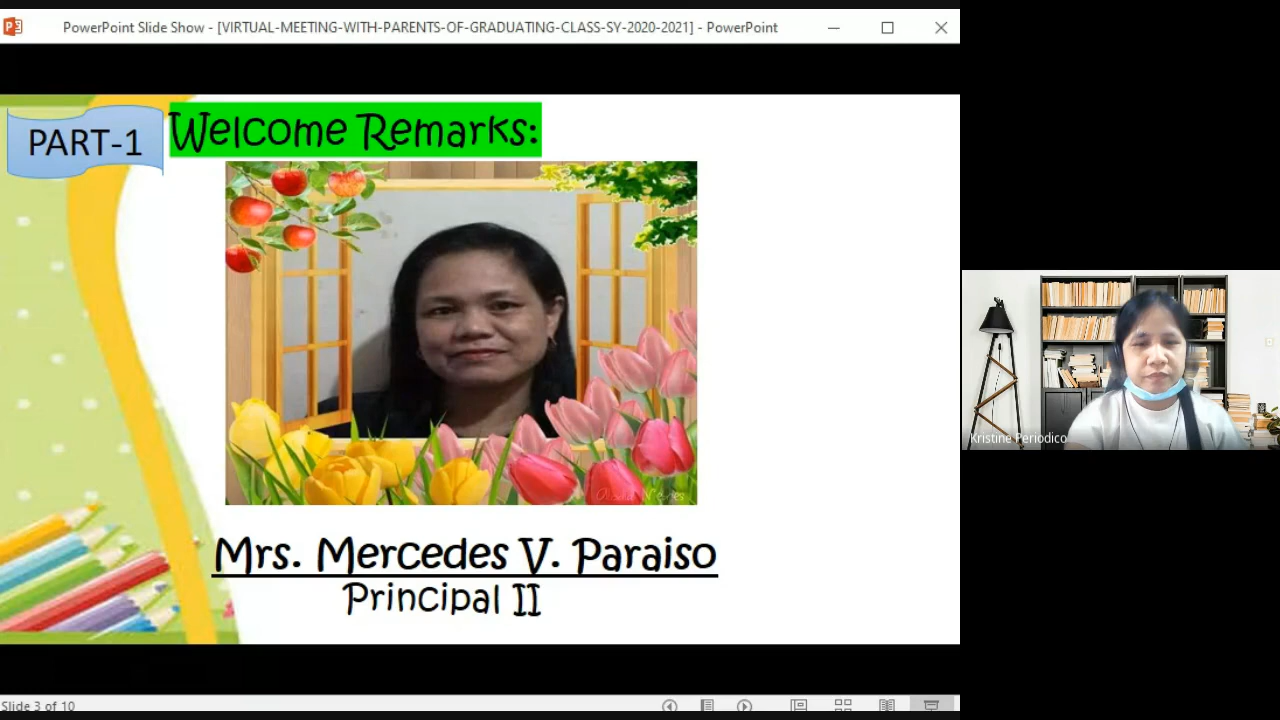 PowerPoint Slide Show - [VIRTUAL-MEETING-WITH-PARENTS-OF-GRADUATING-CLASS-SY-2020-2021] - PowerPoint
PART-1
Welcome Remarks:
Mrs. Mercedes V. Paraiso
Principal II
Kristine Periodico
Slide 3 of 10